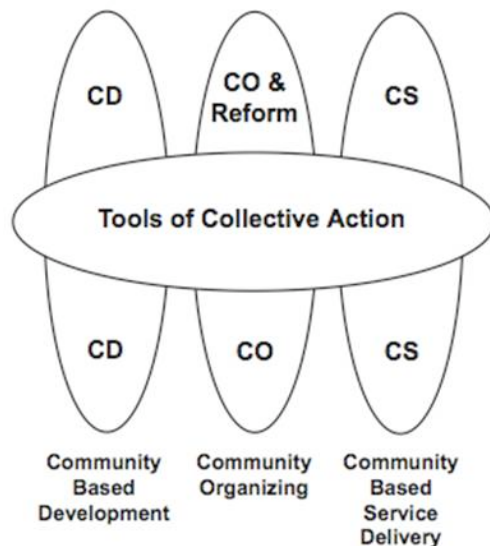 CD
CO &
Reform
CS
Tools of Collective Action
CD
CO
CS
Community
Based
Development
Community
Organizing
Community
Based
Service
Delivery